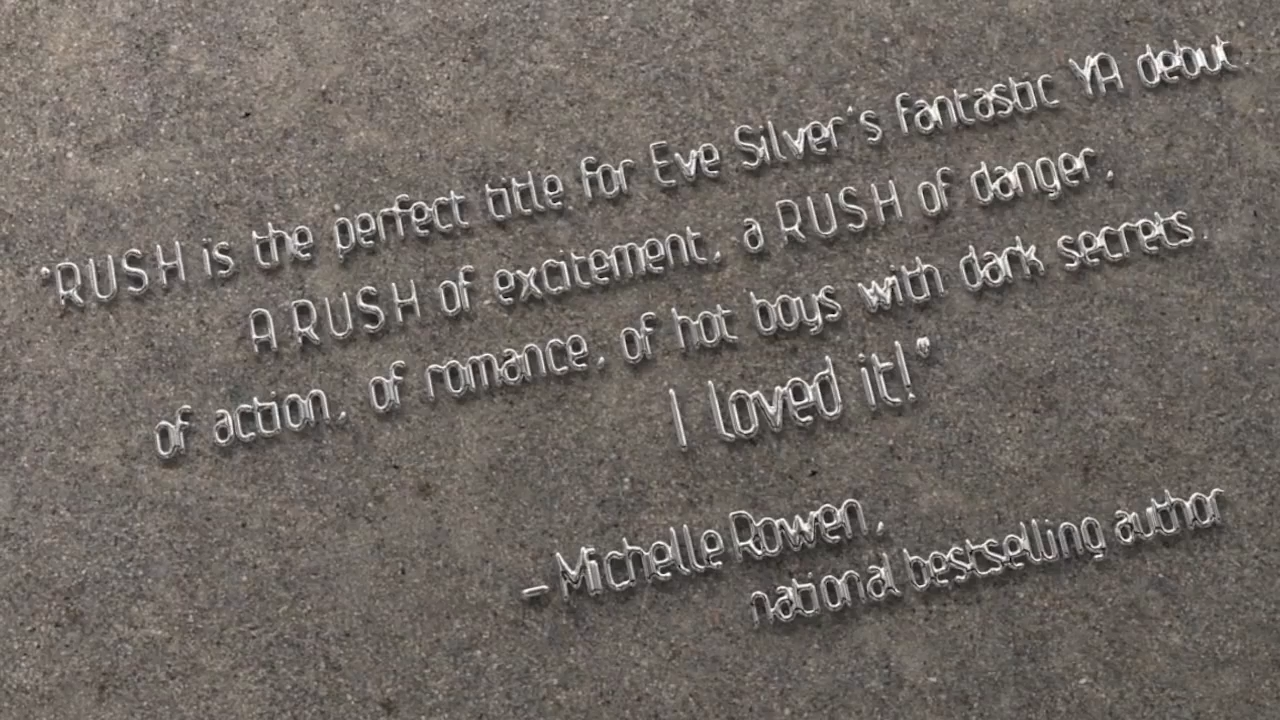 "RUSH is the perfect title for Eve Silver's fantastic YA debut.
A RUSH of excitement, a RUSH of danger,
of action, of romance, of hot boys with dark secrets.
I loved it!"
– Michelle Rowen,
national bestselling author